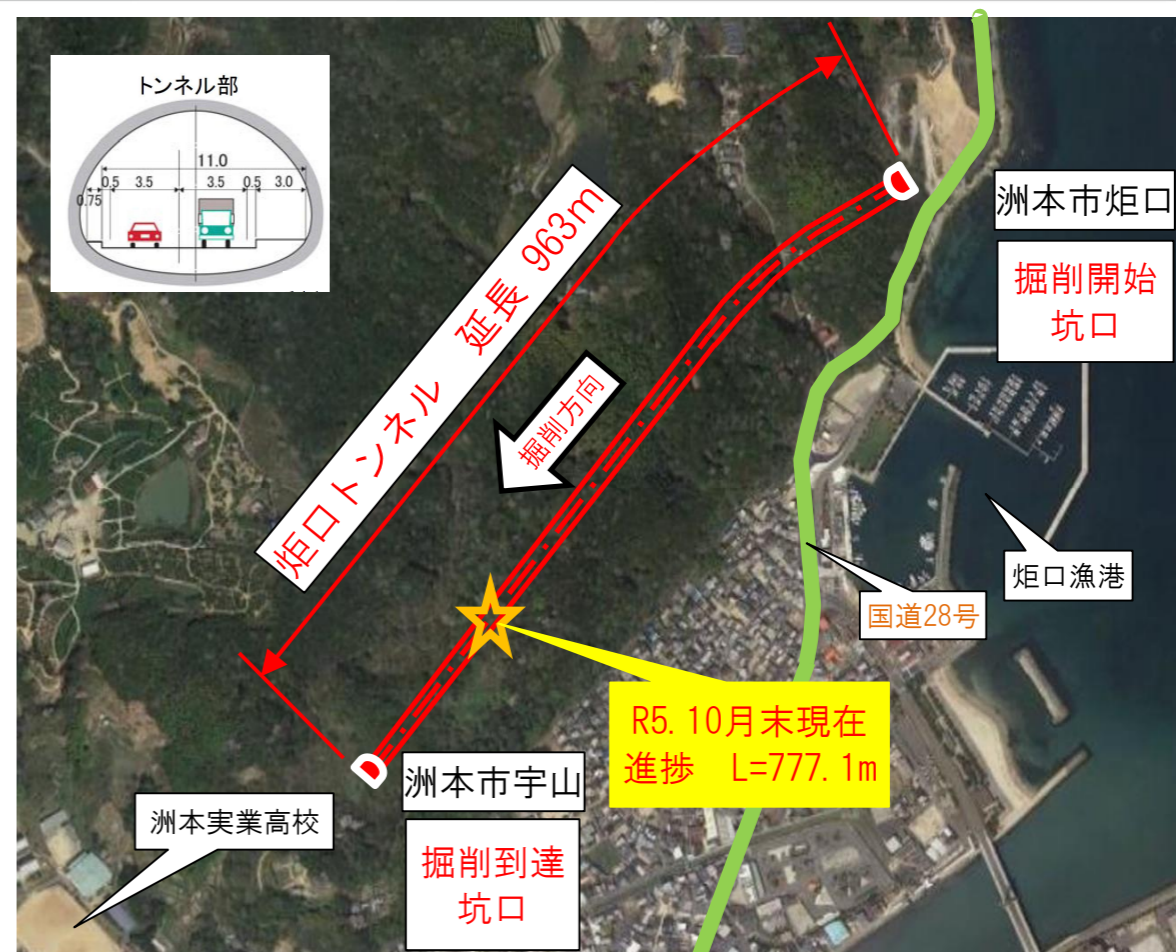 トンネル部
11.0
0.5 3.5 3.5 0.5 3.0
0.75
炬口トンネル 延長 963m
掘削方向
洲本市炬口
掘削開始
坑口
炬口漁港
国道28号
R5.10月末現在
進捗 L=777.1m
洲本市宇山
掘削到達
坑口
洲本実業高校